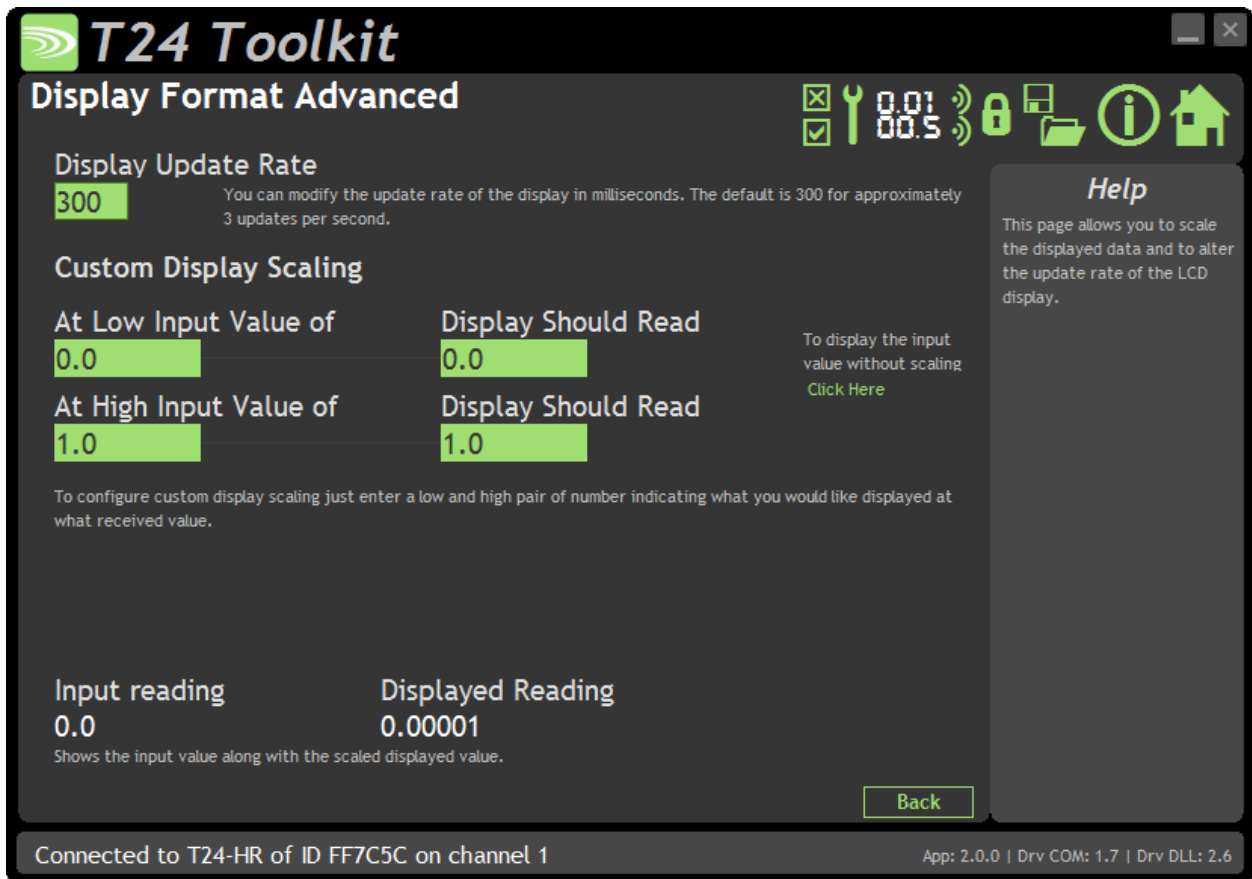 T24 Toolkit
Display Format Advanced
0.01
00.5
Display Update Rate
300
You can modify the update rate of the display in milliseconds. The default is 300 for approximately
3 updates per second.
Custom Display Scaling
At Low Input Value of
Display Should Read
0.0
0.0
To display the input
value without scaling
Click Here
At High Input Value of
Display Should Read
1.0
1.0
To configure custom display scaling just enter a low and high pair of number indicating what you would like displayed at
what received value.
Input reading
Displayed Reading
0.0
0.00001
Shows the input value along with the scaled displayed value.
Back
Help
This page allows you to scale
the displayed data and to alter
the update rate of the LCD
display.
Connected to T24-HR of ID FF7C5C on channel 1
App: 2.0.0 | Drv COM: 1.7 | Drv DLL: 2.6